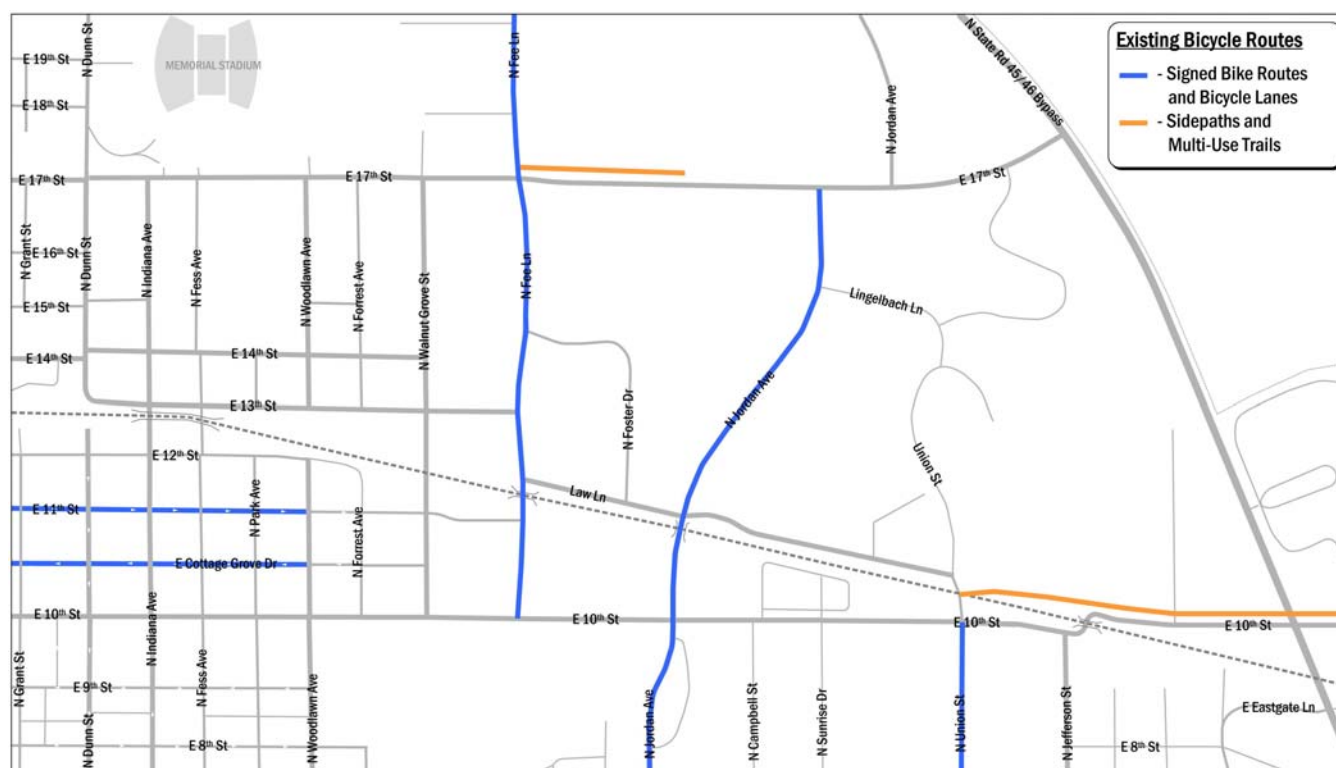 Existing Bicycle Routes
- Signed Bike Routes
and Bicycle Lanes
- Sidepaths and
Multi-Use Trails
MEMORIAL STADIUM
N Dunn St
E 19th St
E 18th St
N Fee Ln
N State Rd 45/46 Bypass
N Jordan Ave
E 17th St
E 17th St
E 17th St
N Grant St
E 16th St
N Dunn St
N Indiana Ave
N Fess Ave
N Woodlawn Ave
N Forrest Ave
N Walnut Grove St
N Fee Ln
E 15th St
Lingelbach Ln
E 14th St
E 14th St
E 13th St
N Foster Dr
N Jordan Ave
E 12th St
Union St
Law Ln
E 11th St
N Park Ave
N Forrest Ave
E Cottage Grove Dr
E 10th St
E 10th St
E 10th St
E 10th St
N Indiana Ave
N Grant St
E 9th St
N Fess Ave
N Woodlawn Ave
N Dunn St
E 8th St
N Jordan Ave
N Campbell St
N Sunrise Dr
N Union St
N Jefferson St
E 8th St
E Eastgate Ln